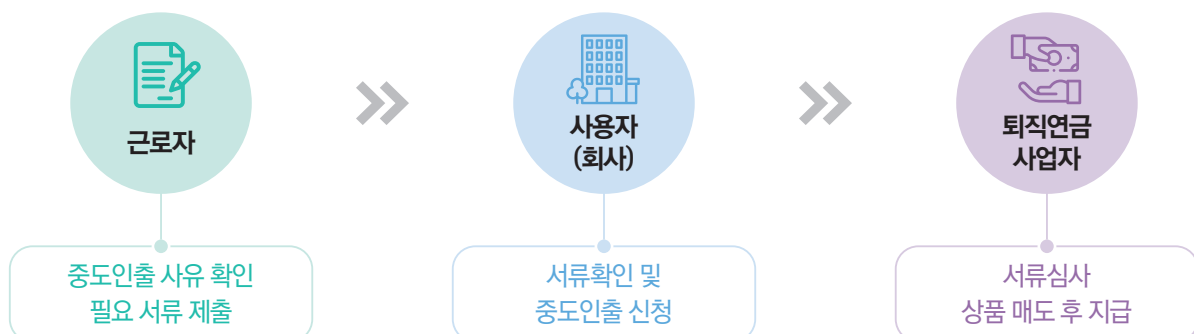 근로자
사용자
(회사)
퇴직연금
사업자
중도인출 사유 확인
필요 서류 제출
서류확인 및
중도인출 신청
서류심사
상품 매도 후 지급